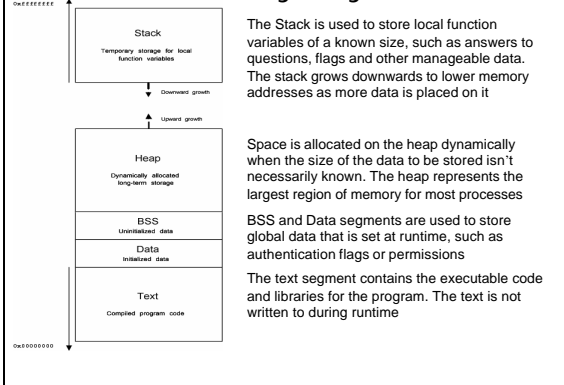 0xffffffff
Stack
Temporary storage for local
function variables
Downward growth
Upward growth
Heap
Dynamically allocated
long-term storage
BSS
Uninitialized data
Data
Initialized data
Text
Compiled program code
0x00000000
The Stack is used to store local function
variables of a known size, such as answers to
questions, flags and other manageable data.
The stack grows downwards to lower memory
addresses as more data is placed on it
Space is allocated on the heap dynamically
when the size of the data to be stored isn't
necessarily known. The heap represents the
largest region of memory for most processes
BSS and Data segments are used to store
global data that is set at runtime, such as
authentication flags or permissions
The text segment contains the executable code
and libraries for the program. The text is not
written to during runtime